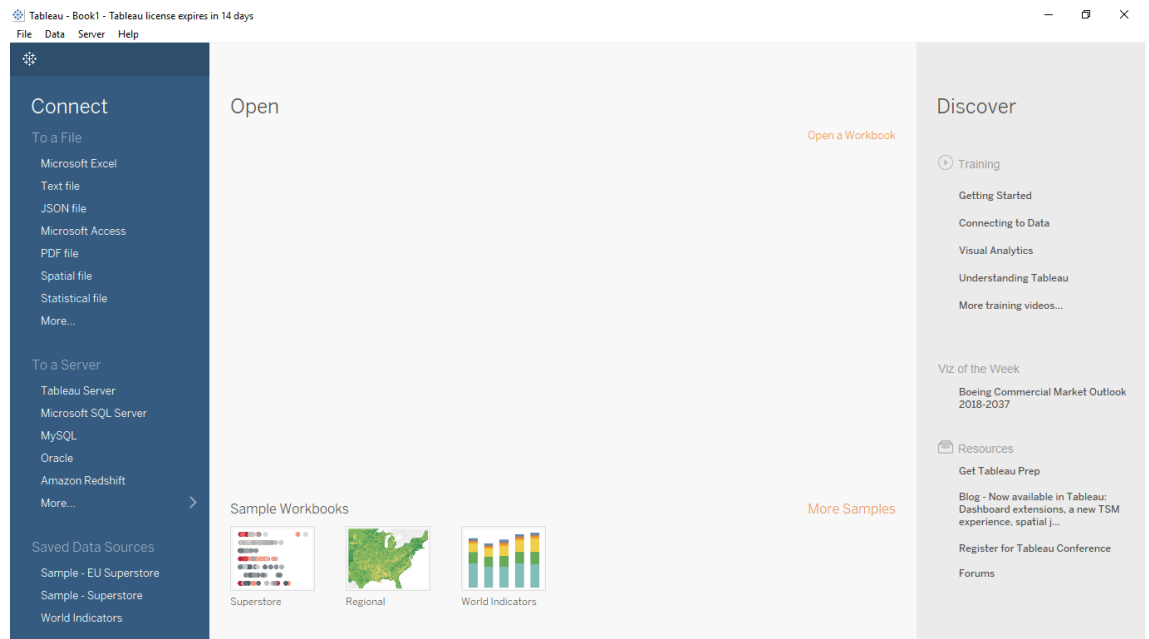 Tableau - Book1 - Tableau license expires in 14 days
File Data Server Help
Connect
To a File
Microsoft Excel
Text file
JSON file
Microsoft Access
PDF file
Spatial file
Statistical file
More...
To a Server
Tableau Server
Microsoft SQL Server
MySQL
Oracle
Amazon Redshift
More...
Saved Data Sources
Sample - EU Superstore
Sample - Superstore
World Indicators
Open
Open a Workbook
Sample Workbooks
More Samples
Superstore
Regional
World Indicators
Discover
Training
Getting Started
Connecting to Data
Visual Analytics
Understanding Tableau
More training videos...
Viz of the Week
Boeing Commercial Market Outlook
2018-2037
Resources
Get Tableau Prep
Blog - Now available in Tableau:
Dashboard extensions, a new TSM
experience, spatial j...
Register for Tableau Conference
Forums